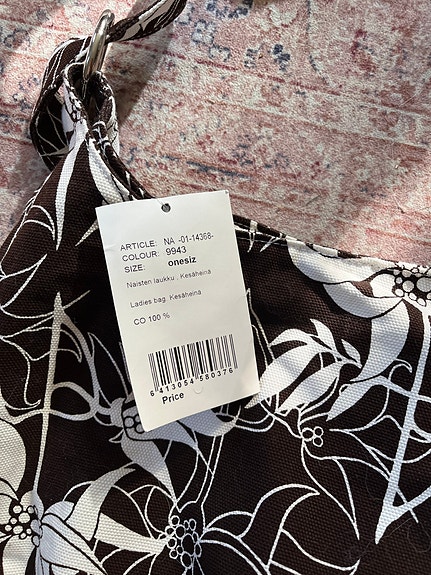 ARTICLE: NA -01-14368-
COLOUR: 9943
SIZE: onesiz
Naisten laukku , Kesäheinä
Ladies bag, Kesäheinä
CO 100 %
6 413054 580376
Price